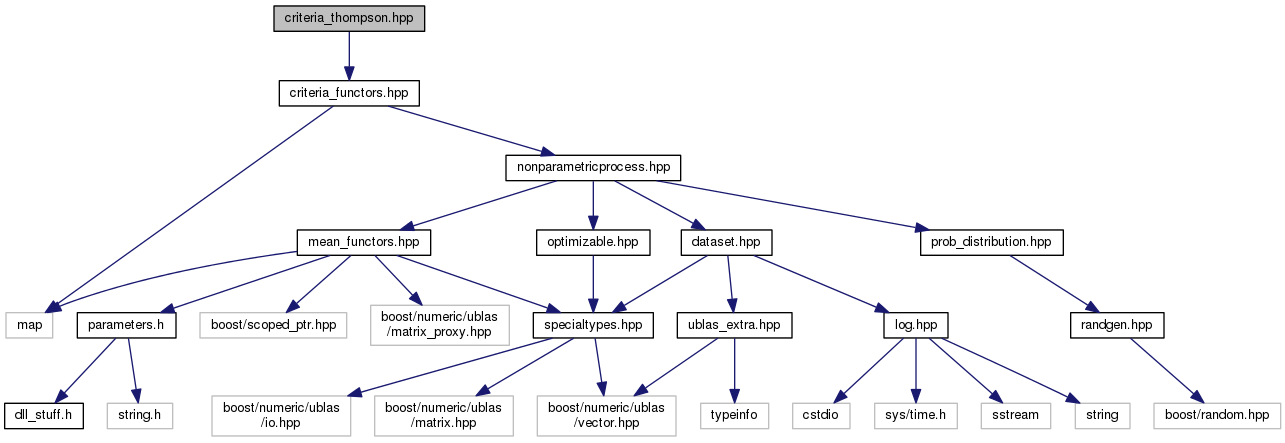 criteria_thompson.hpp
criteria_functors.hpp
nonparametricprocess.hpp
mean_functors.hpp
optimizable.hpp
dataset.hpp
prob_distribution.hpp
map
parameters.h
boost/scoped_ptr.hpp
boost/numeric/ublas
/matrix_proxy.hpp
specialtypes.hpp
ublas_extra.hpp
log.hpp
randgen.hpp
dll_stuff.h
string.h
boost/numeric/ublas
/io.hpp
boost/numeric/ublas
/matrix.hpp
boost/numeric/ublas
/vector.hpp
typeinfo
cstdio
sys/time.h
sstream
string
boost/random.hpp